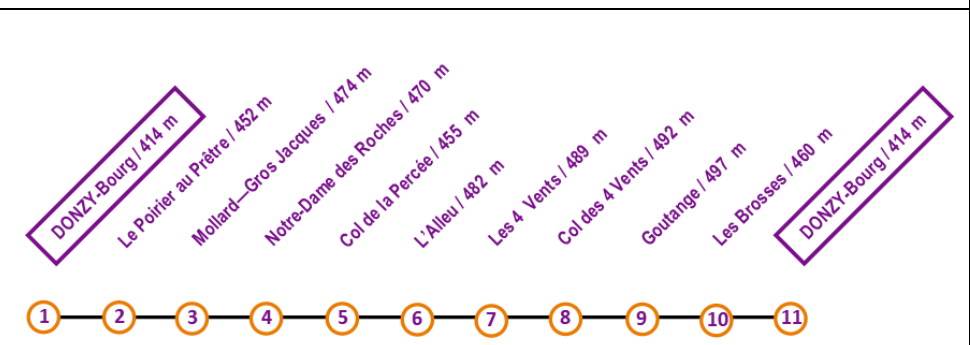 DONZY-Bourg / 414 m
Le Poirier au Prêtre / 452 m
Mollard—Gros Jacques / 474 m
Notre-Dame des Roches / 470 m
Col de la Percée / 455 m
L'Alleu / 482 m
Les 4 Vents / 489 m
Col des 4 Vents / 492 m
Goutange / 497 m
Les Brosses / 460 m
DONZY-Bourg / 414 m
1 2 3 4 5 6 7 8 9 10 11